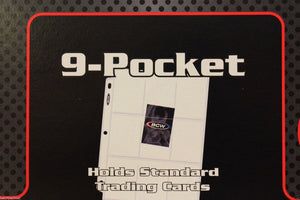 9-Pocket
BCW
Holds Standard
Trading Cards